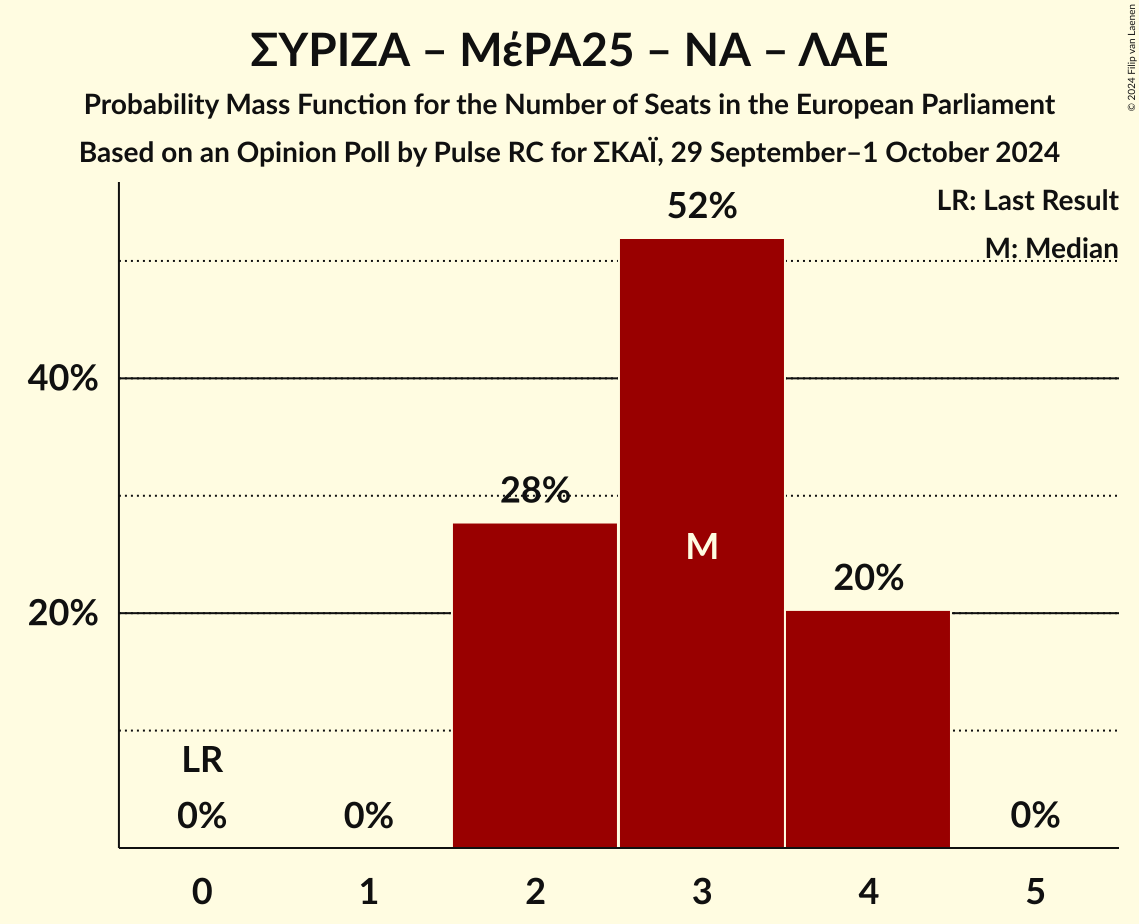 ΣΥΡΙΖΑ – ΜέΡΑ25 – ΝΑ – ΛΑΕ
Probability Mass Function for the Number of Seats in the European Parliament
Based on an Opinion Poll by Pulse RC for ΣΚΑΪ, 29 September–1 October 2024
© 2024 Filip van Laenen
LR: Last Result
M: Median
52%
40%
28%
M
20%
20%
LR
0%
0%
0%
0
1
2
3
4
5